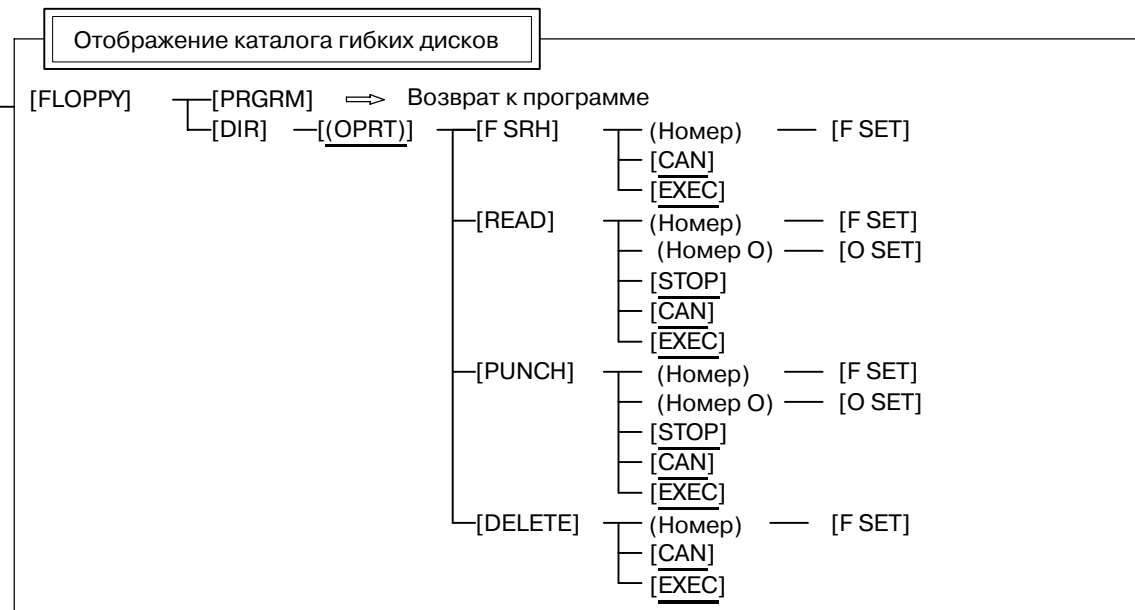 Отображение каталога гибких дисков
[FLOPPY] [PRGRM] ⇒ Возврат к программе
[DIR] [(OPRT)] [F SRH] (Номер) [F SET]
[CAN]
[EXEC]
[READ] (Номер) [F SET]
(Номер O) [O SET]
[STOP]
[CAN]
[EXEC]
[PUNCH] (Номер) [F SET]
(Номер O) [O SET]
[STOP]
[CAN]
[EXEC]
[DELETE] (Номер) [F SET]
[CAN]
[EXEC]